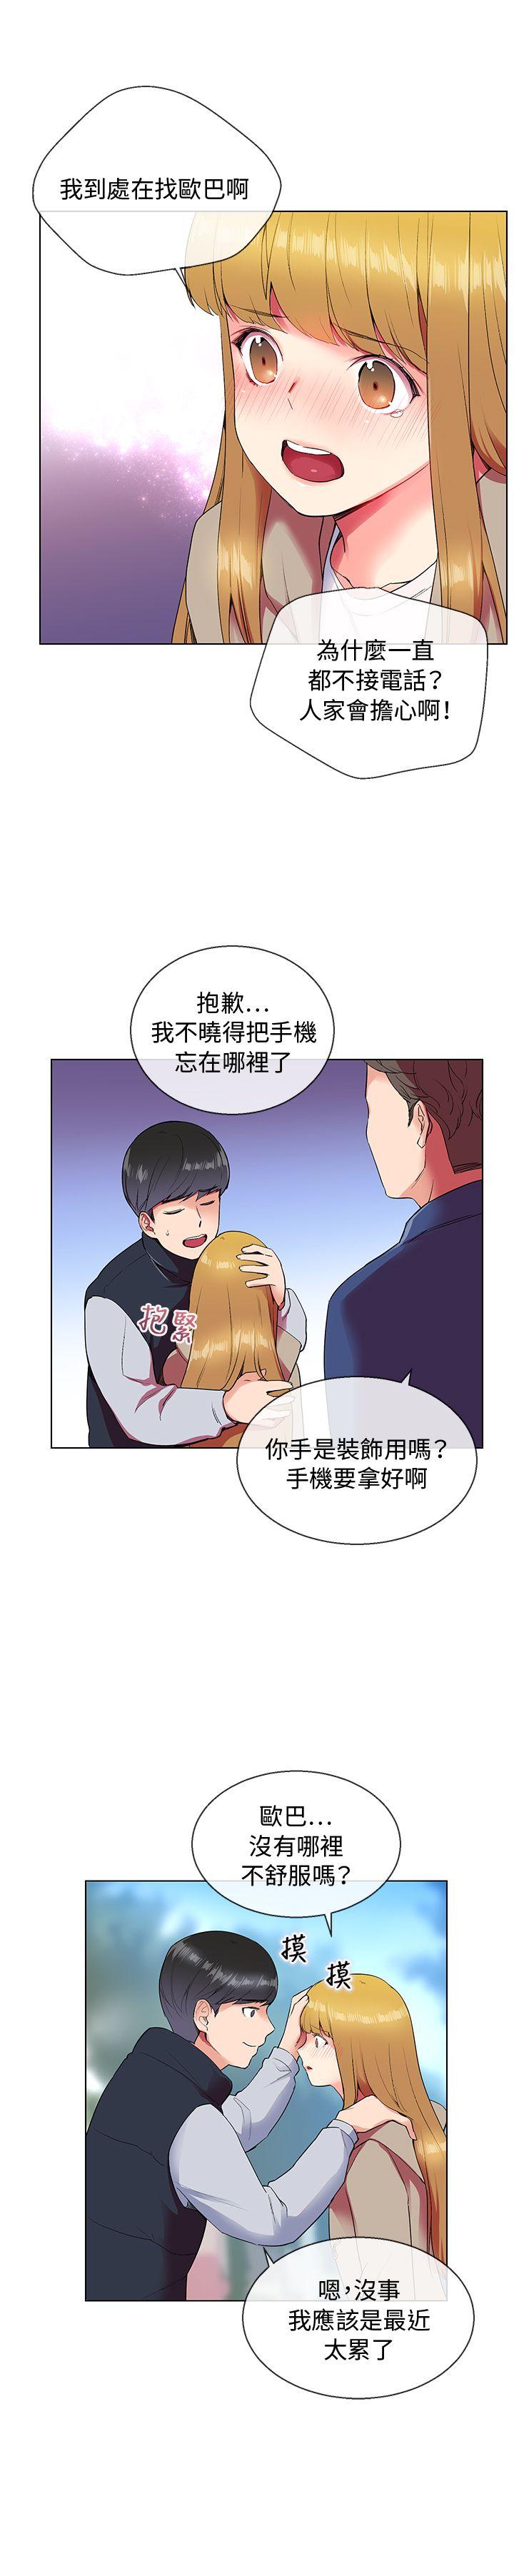 我到處在找歐巴啊
為什麼一直
都不接電話？
人家會擔心啊！
抱歉...
我不曉得把手機
忘在哪裡了
抱緊
你手是裝飾用嗎？
手機要拿好啊
歐巴...
沒有哪裡
不舒服嗎？
摸
摸
嗯，沒事
我應該是最近
太累了